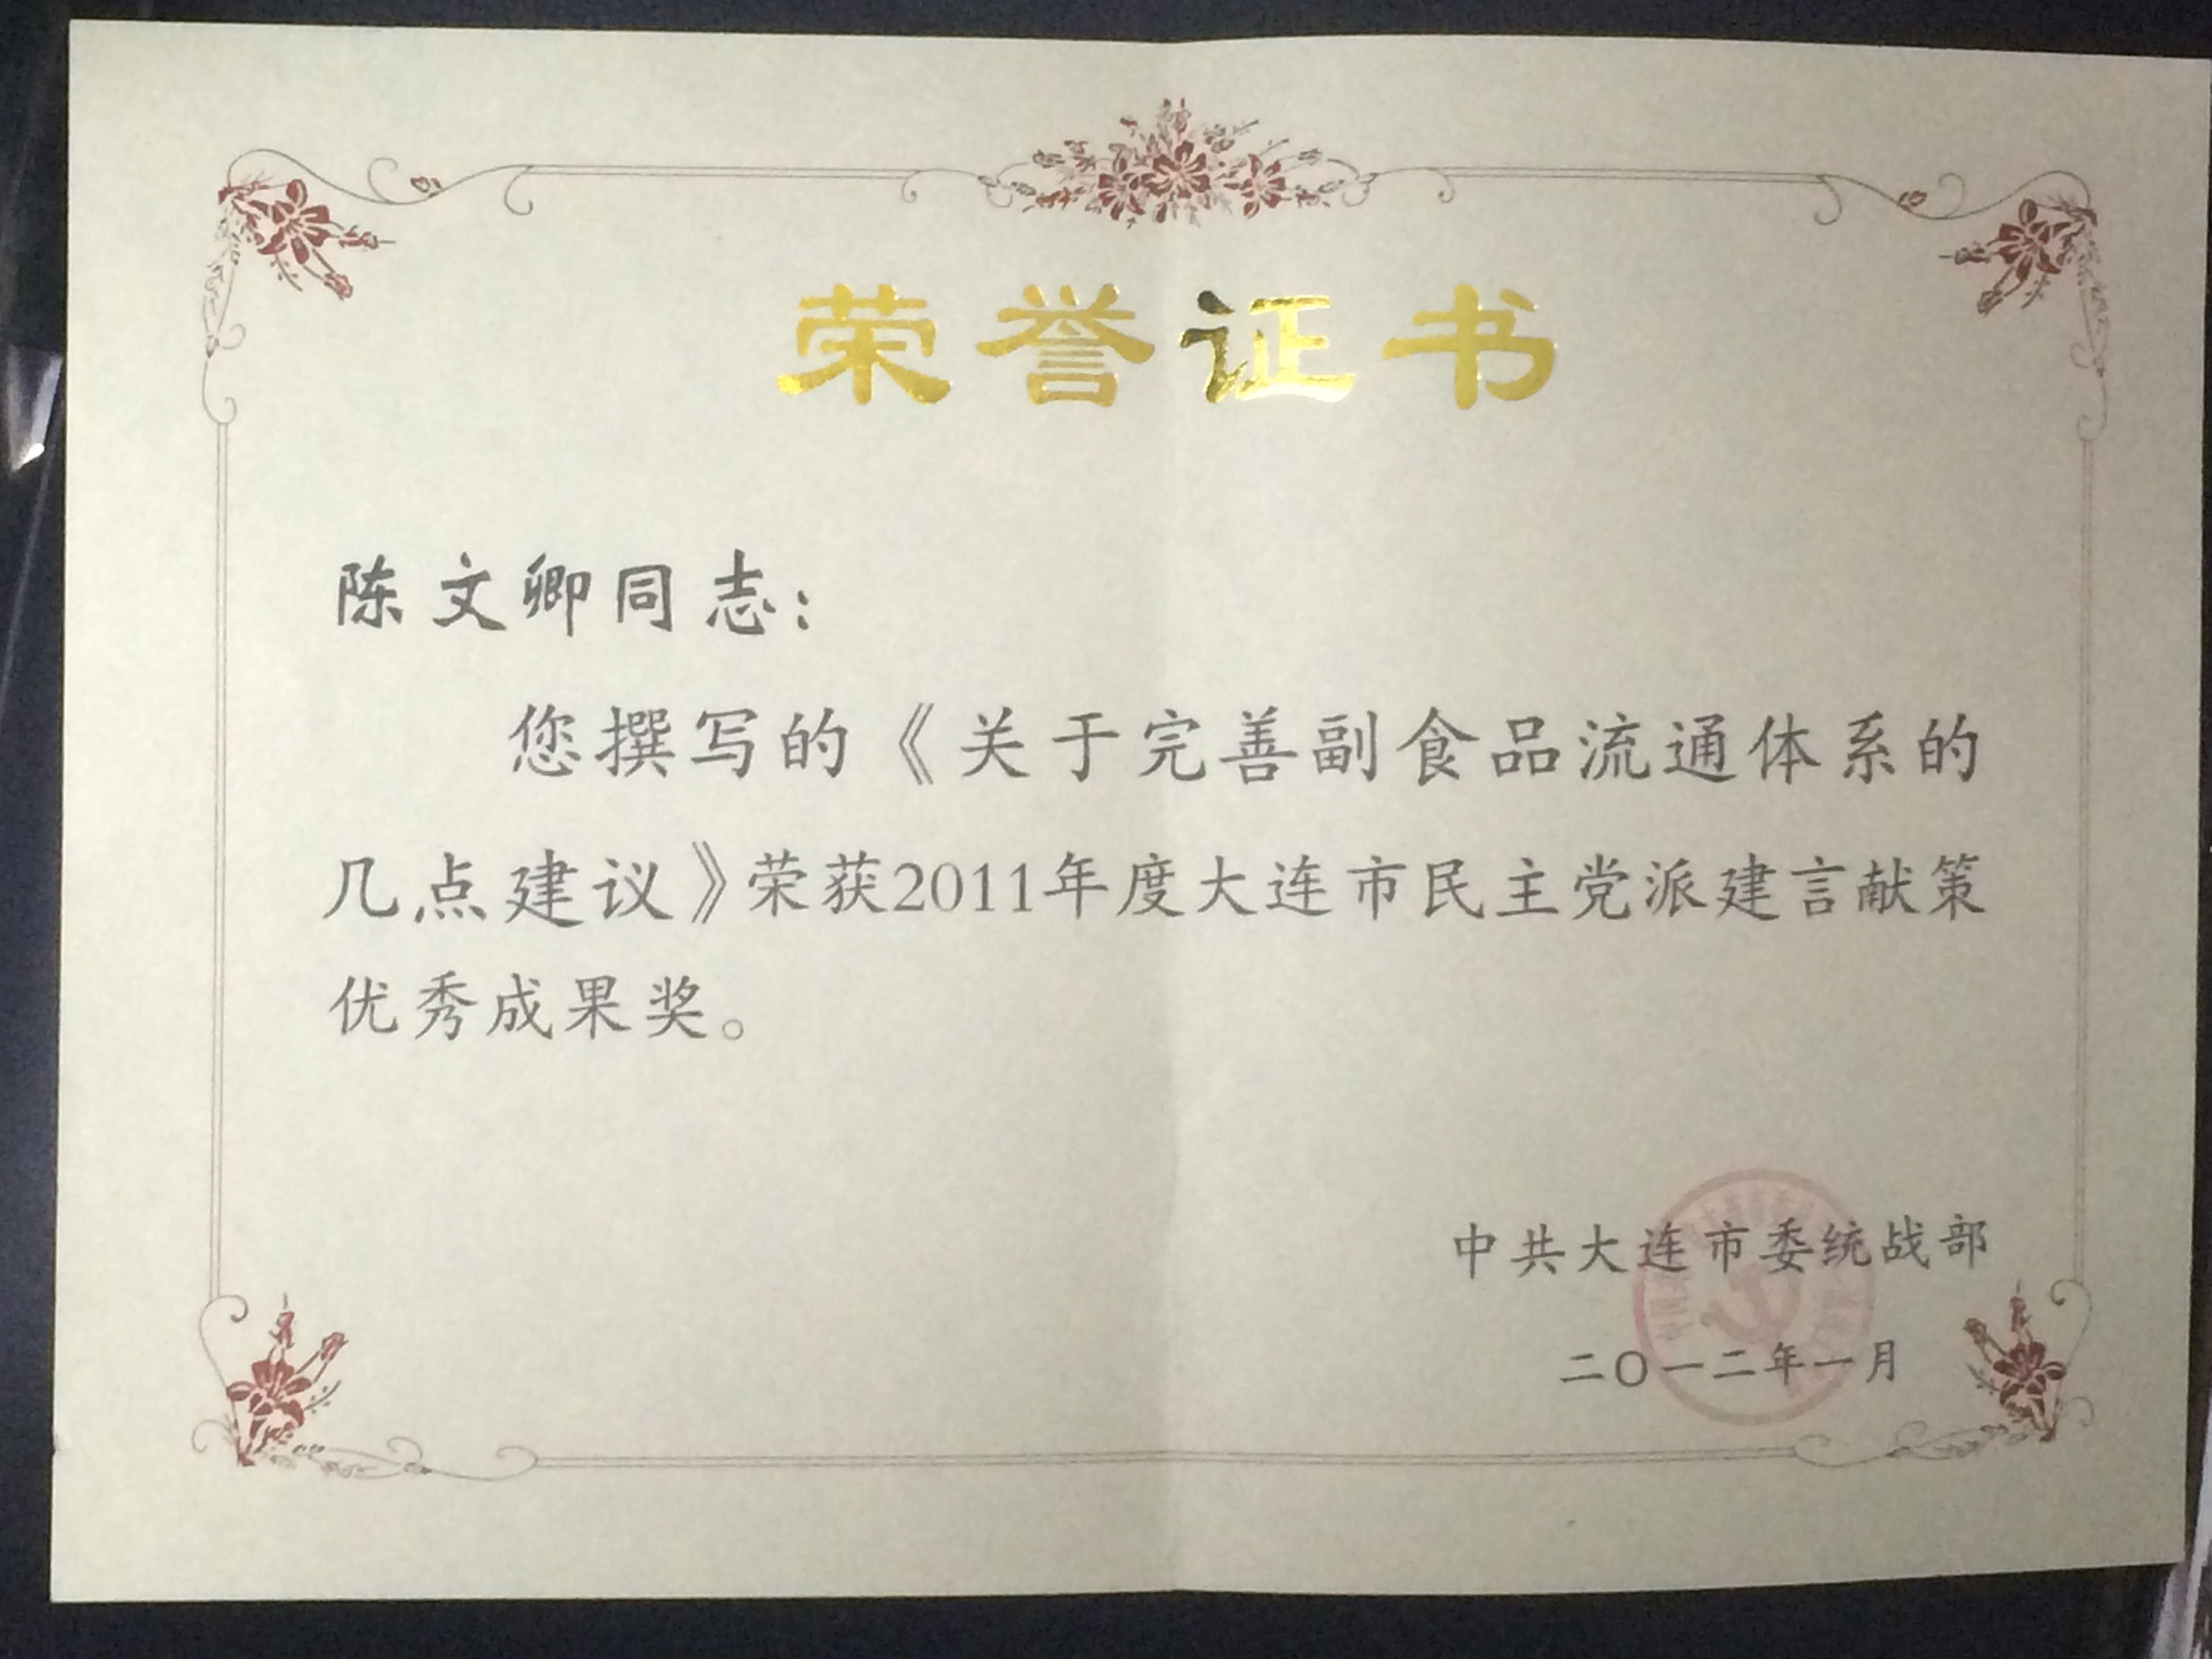 荣誉证书
陈文卿同志：
您撰写的《关于完善副食品流通体系的
几点建议》荣获2011年度大连市民主党派建言献策
优秀成果奖。
中共大连市委统战部
二〇一二年一月